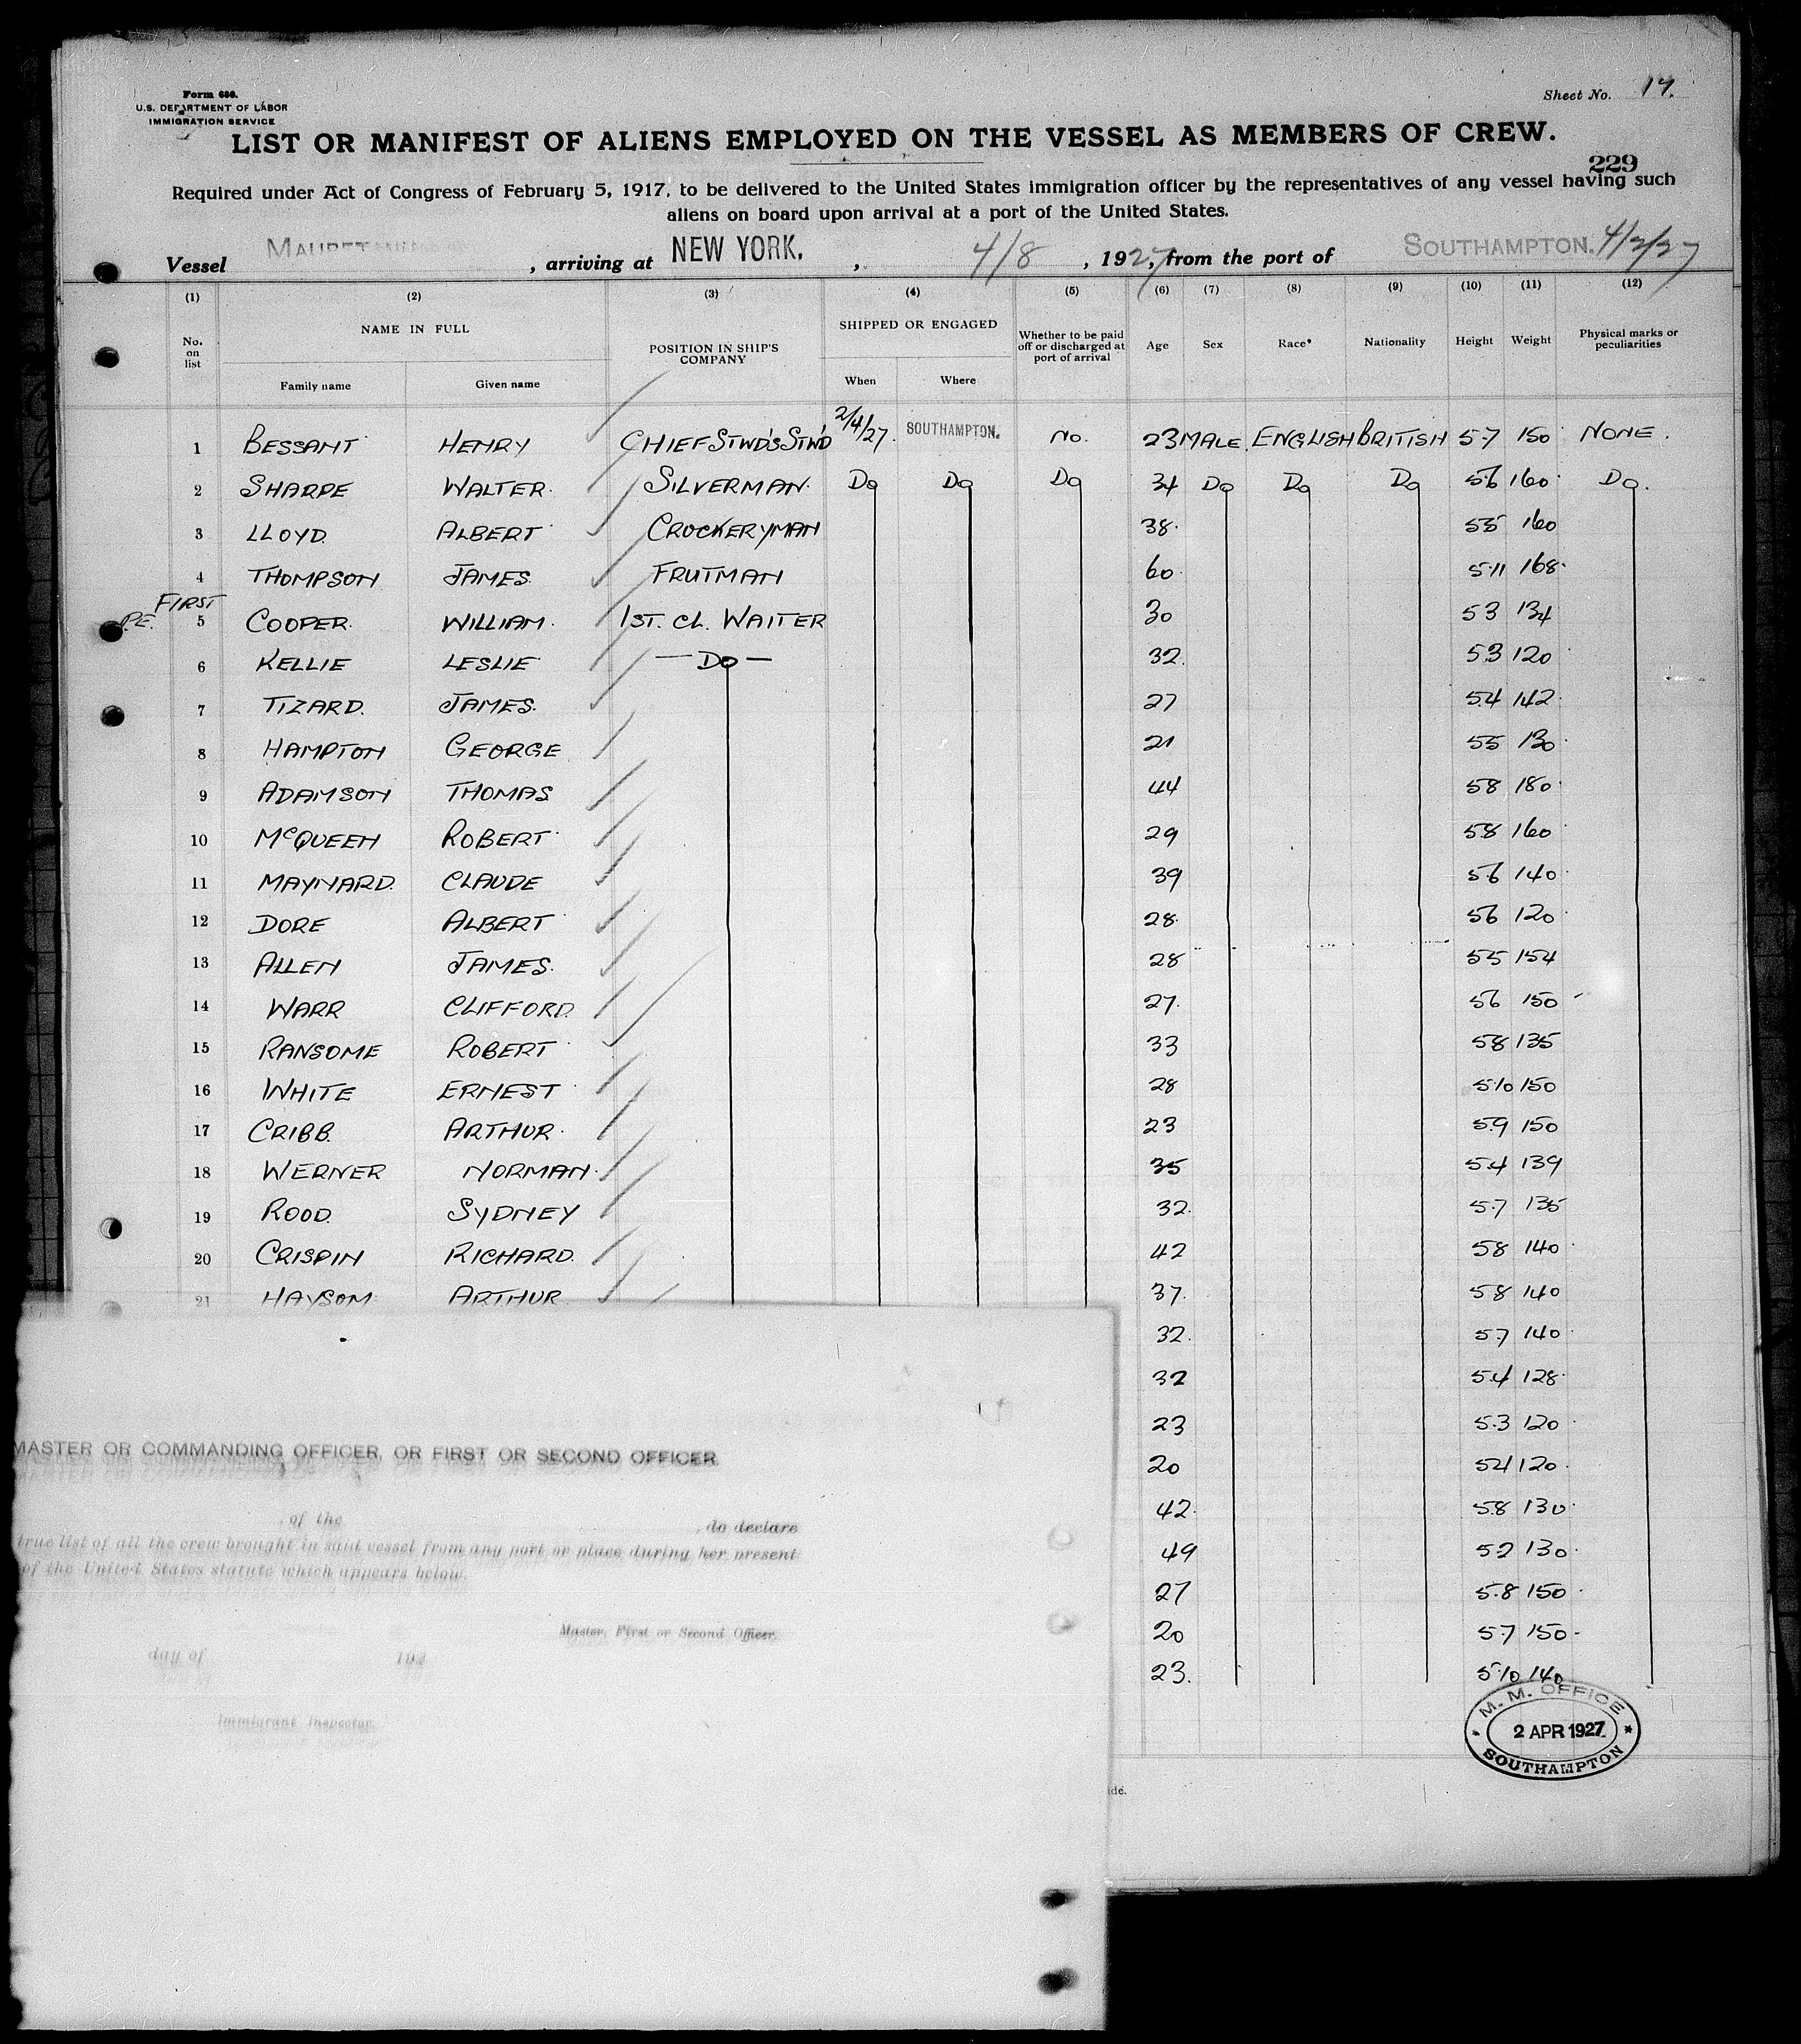 Form 680.
U.S. DEPARTMENT OF LABOR
IMMIGRATION SERVICE
Sheet No. 17.
LIST OR MANIFEST OF ALIENS EMPLOYED ON THE VESSEL AS MEMBERS OF CREW.
229
Required under Act of Congress of February 5, 1917, to be delivered to the United States immigration officer by the representatives of any vessel having such
aliens on board upon arrival at a port of the United States.
Vessel MAURETANIA, arriving at NEW YORK., 4/8, 1927, from the port of SOUTHAMPTON. 4/2/27
(1) (2) (3) (4) (5) (6) (7) (8) (9) (10) (11) (12)
No. on list NAME IN FULL Family name Given name POSITION IN SHIP'S COMPANY SHIPPED OR ENGAGED When Where Whether to be paid off or discharged at port of arrival Age Sex Race* Nationality Height Weight Physical marks or peculiarities
1 BESSANT HENRY CHIEF STWD'S STW'D 2/4/27. SOUTHAMPTON. NO. 23 MALE. ENGLISH BRITISH 5.7 150 NONE.
2 SHARPE WALTER. SILVERMAN. Do Do Do 34 Do Do Do 5.6 160 Do.
3 LLOYD. ALBERT CROCKERYMAN 38. 5.5 160
4 THOMPSON JAMES. FRUTMAN 60 5.11 168.
P.E. FIRST
5 COOPER. WILLIAM. 1ST. CL. WAITER 30 5.3 134
6 KELLIE LESLIE — DO — 32. 5.3 120
7 TIZARD. JAMES. 27 5.4 142
8 HAMPTON GEORGE 21 5.5 130
9 ADAMSON THOMAS 44 5.8 180
10 McQUEEN ROBERT 29 5.8 160
11 MAYNARD. CLAUDE 39 5.6 140
12 DORE ALBERT 28. 5.6 120
13 ALLEN JAMES. 28 5.5 154
14 WARR CLIFFORD. 27. 5.6 150
15 RANSOME ROBERT 33 5.8 135
16 WHITE ERNEST 28 5.10 150
17 CRIBB. ARTHUR. 23 5.9 150
18 WERNER NORMAN. 35 5.4 139
19 ROOD. SYDNEY 32. 5.7 135
20 CRISPIN RICHARD. 42 5.8 140
21 HAYSOM ARTHUR. 37. 5.8 140
32. 5.7 140
32 5.4 128
23 5.3 120
20 5.4 120
42. 5.8 130
49 5.2 130
27 5.8 150
20 5.7 150
23. 5.10 140
M. M. OFFICE
2 APR 1927
SOUTHAMPTON
ide.
MASTER OR COMMANDING OFFICER, OR FIRST OR SECOND OFFICER
, of the , do declare
true list of all the crew brought in said vessel from any port or place during her present
of the United States statute which appears below.
Master, First or Second Officer.
day of 192
Immigrant Inspector.